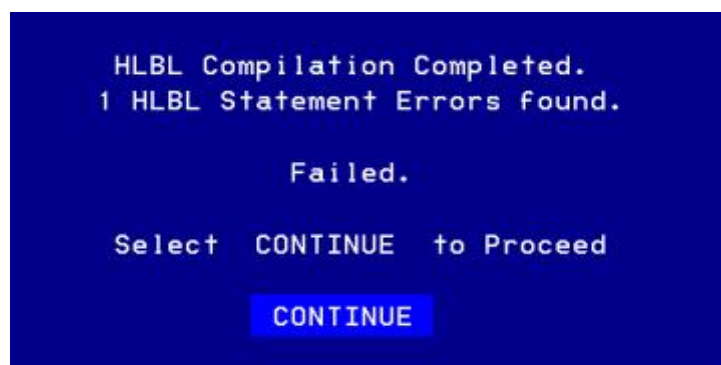 HLBL Compilation Completed.
1 HLBL Statement Errors found.
Failed.
Select CONTINUE to Proceed
CONTINUE